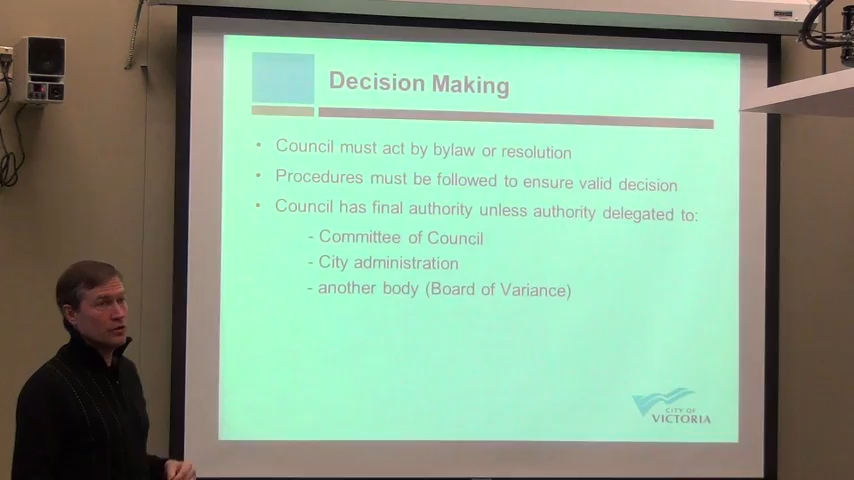 Decision Making
• Council must act by bylaw or resolution
• Procedures must be followed to ensure valid decision
• Council has final authority unless authority delegated to:
- Committee of Council
- City administration
- another body (Board of Variance)
CITY OF
VICTORIA